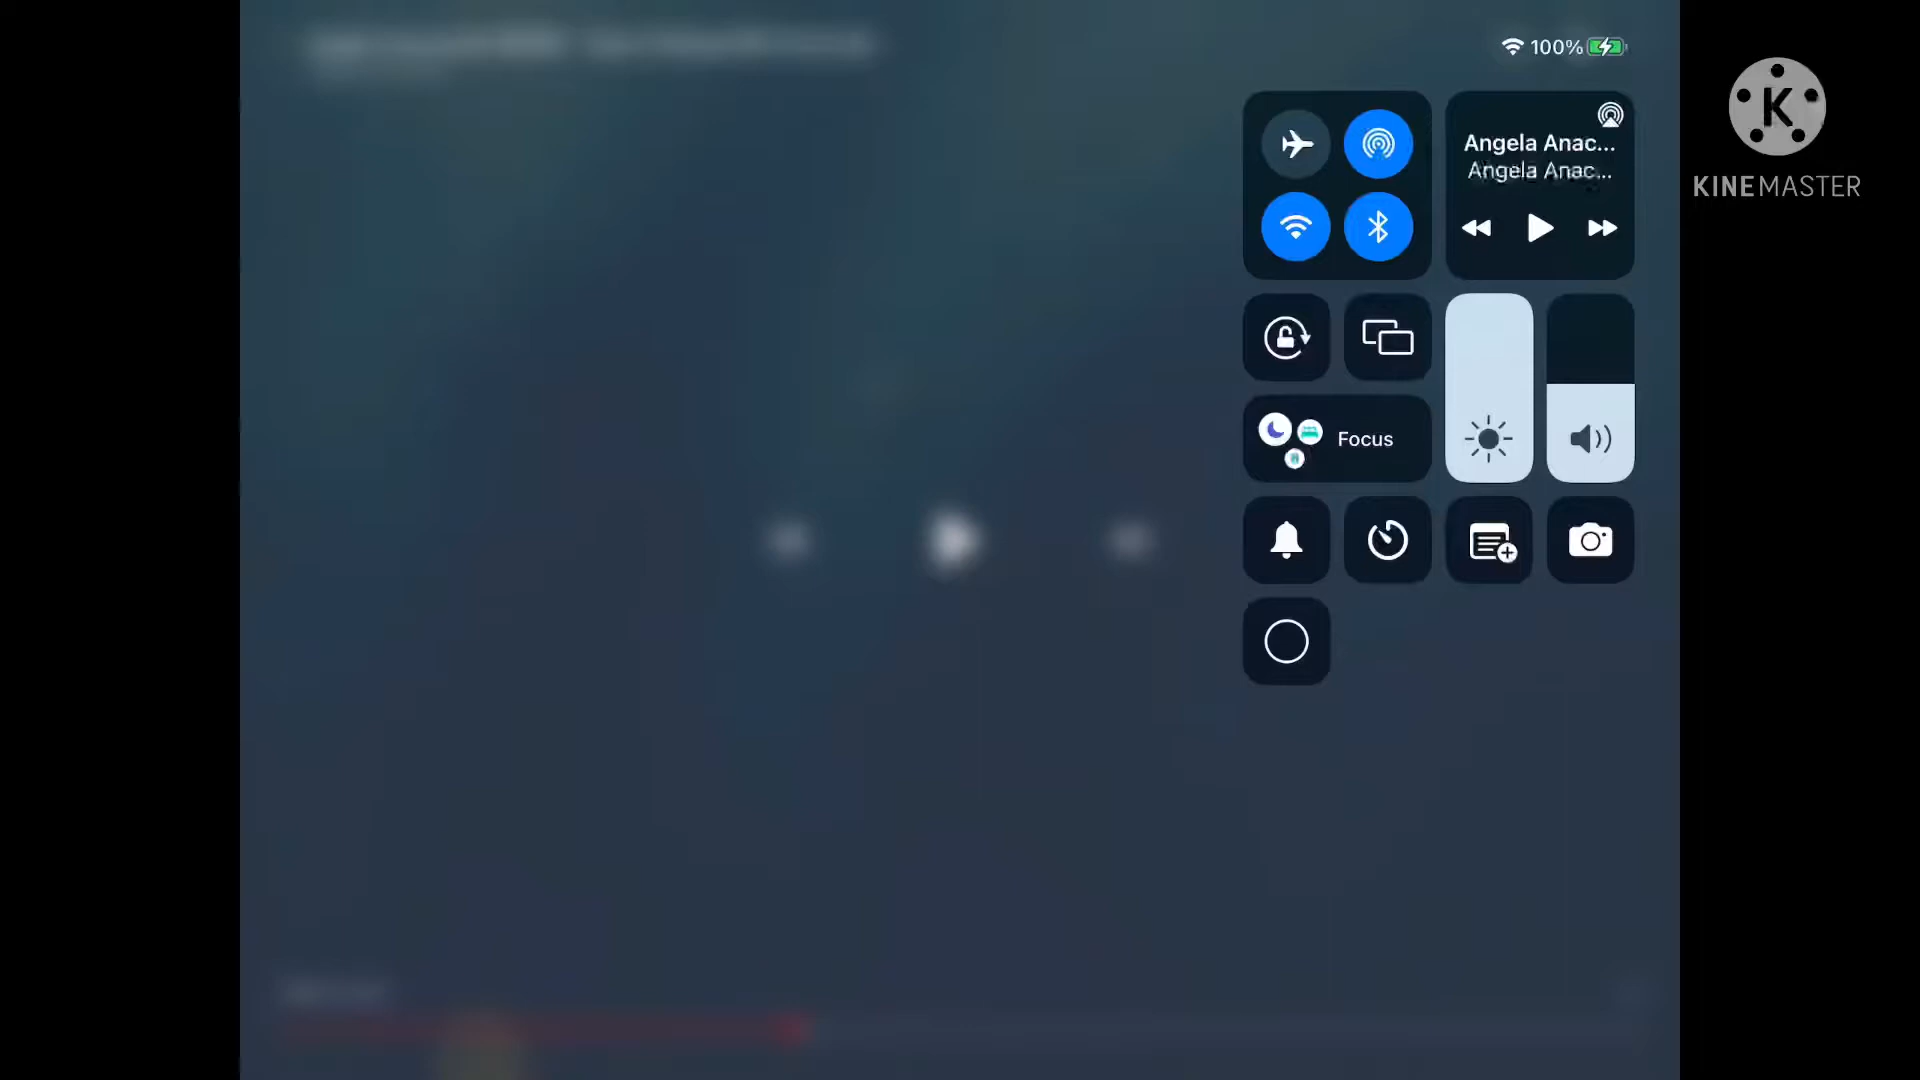 100%
Angela Anac...
Angela Anac...
Focus
K
KINEMASTER